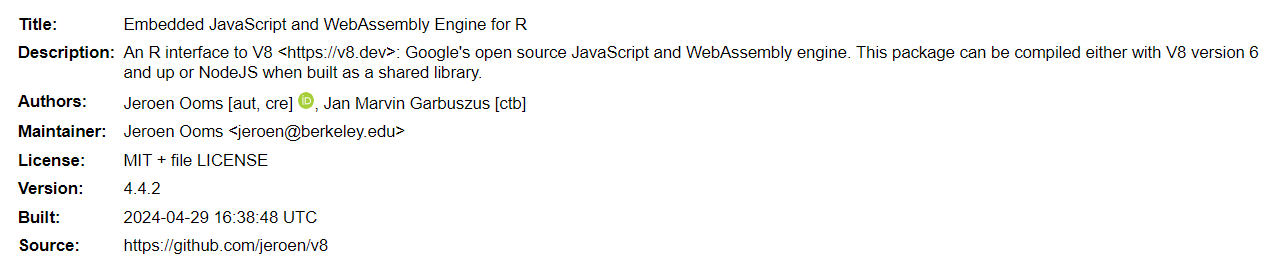 Title: Embedded JavaScript and WebAssembly Engine for R
Description: An R interface to V8 <https://v8.dev>: Google's open source JavaScript and WebAssembly engine. This package can be compiled either with V8 version 6
and up or NodeJS when built as a shared library.
Authors: Jeroen Ooms [aut, cre] iD, Jan Marvin Garbuszus [ctb]
Maintainer: Jeroen Ooms <jeroen@berkeley.edu>
License: MIT + file LICENSE
Version: 4.4.2
Built: 2024-04-29 16:38:48 UTC
Source: https://github.com/jeroen/v8